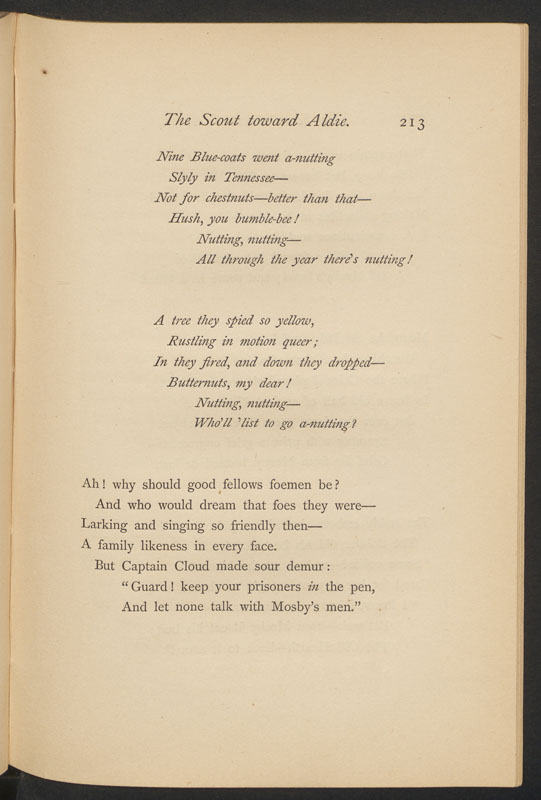 The Scout toward Aldie. 213
Nine Blue-coats went a-nutting
Slyly in Tennessee—
Not for chestnuts—better than that—
Hush, you bumble-bee!
Nutting, nutting—
All through the year there's nutting!
A tree they spied so yellow,
Rustling in motion queer;
In they fired, and down they dropped—
Butternuts, my dear!
Nutting, nutting—
Who'll 'list to go a-nutting?
Ah! why should good fellows foemen be?
And who would dream that foes they were—
Larking and singing so friendly then—
A family likeness in every face.
But Captain Cloud made sour demur:
"Guard! keep your prisoners in the pen,
And let none talk with Mosby's men."